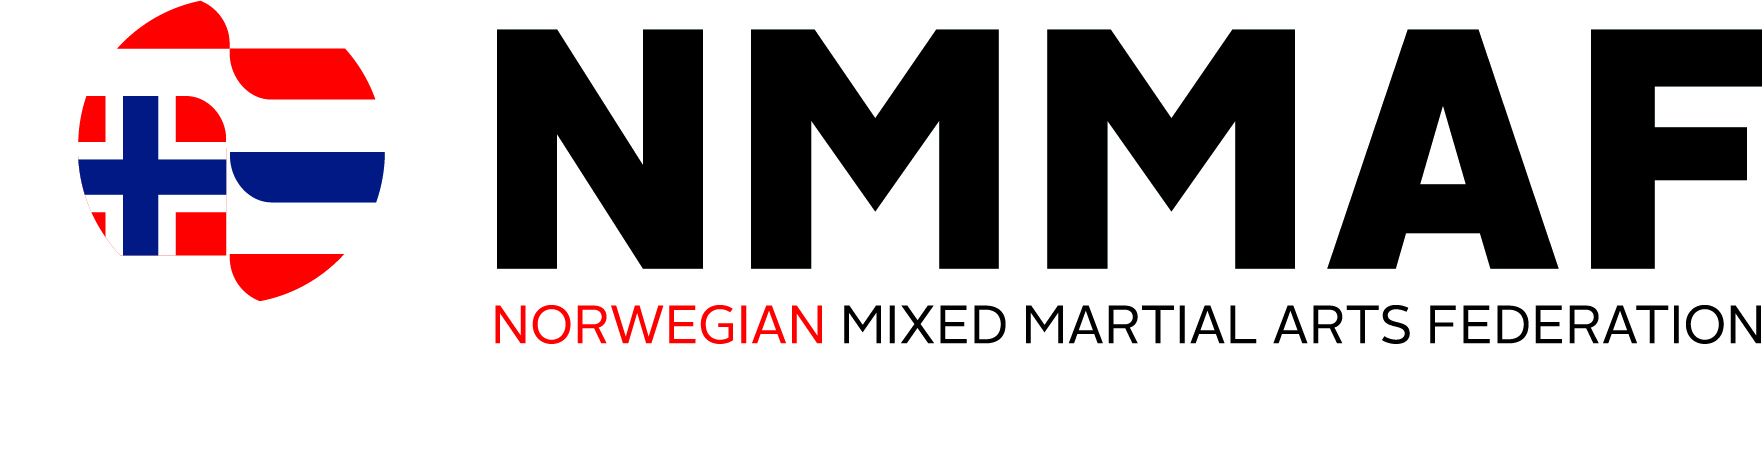 NMMAF
NORWEGIAN MIXED MARTIAL ARTS FEDERATION